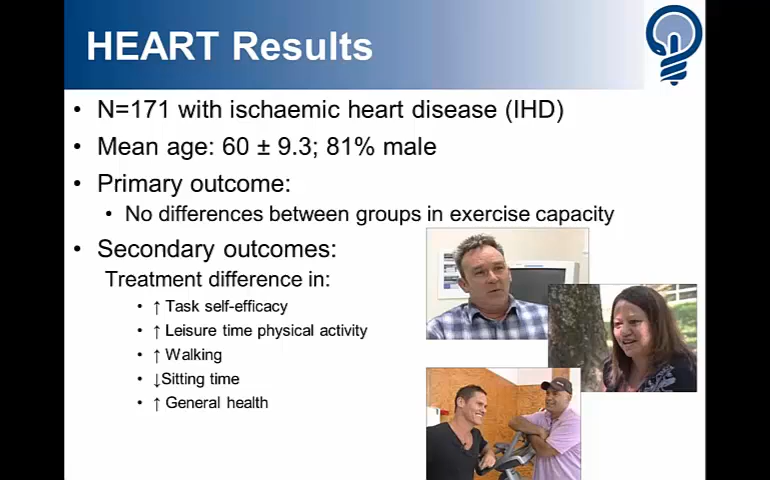 HEART Results
• N=171 with ischaemic heart disease (IHD)
• Mean age: 60 ± 9.3; 81% male
• Primary outcome:
• No differences between groups in exercise capacity
• Secondary outcomes:
Treatment difference in:
• ↑ Task self-efficacy
• ↑ Leisure time physical activity
• ↑ Walking
• ↓Sitting time
• ↑ General health